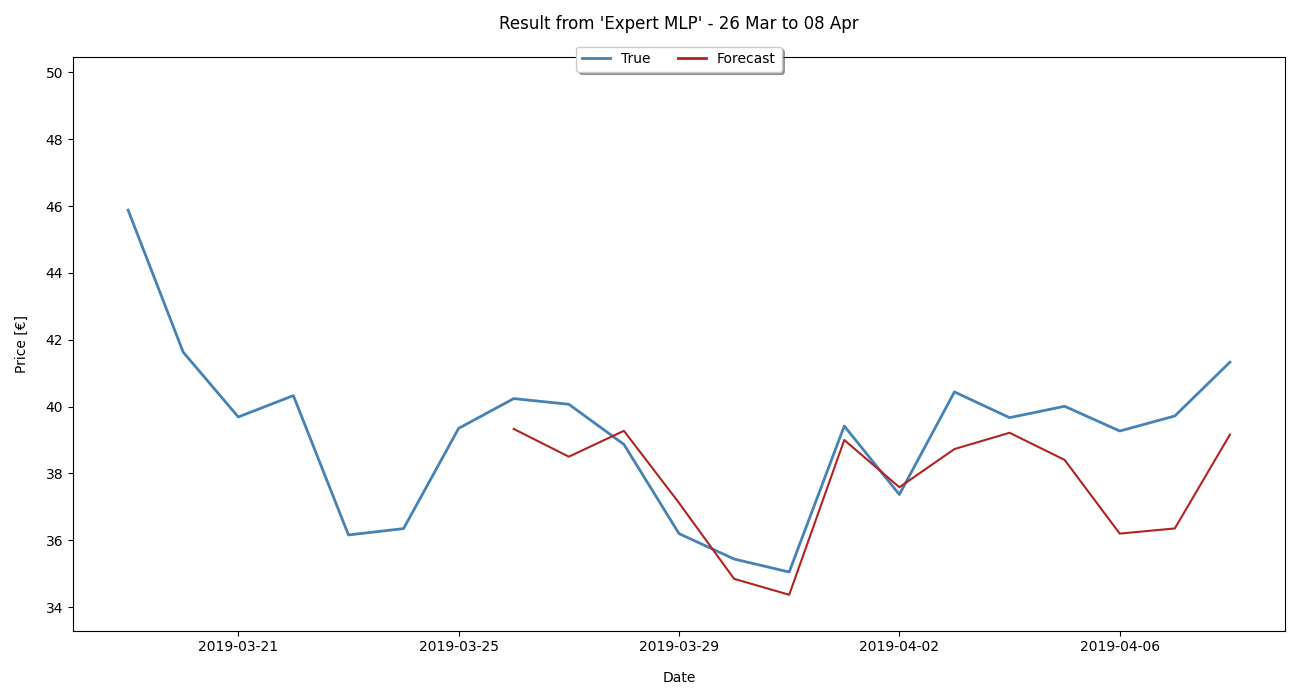 Result from 'Expert MLP' - 26 Mar to 08 Apr
True Forecast
50
48
46
44
42
40
38
36
34
Price [€]
2019-03-21 2019-03-25 2019-03-29 2019-04-02 2019-04-06
Date